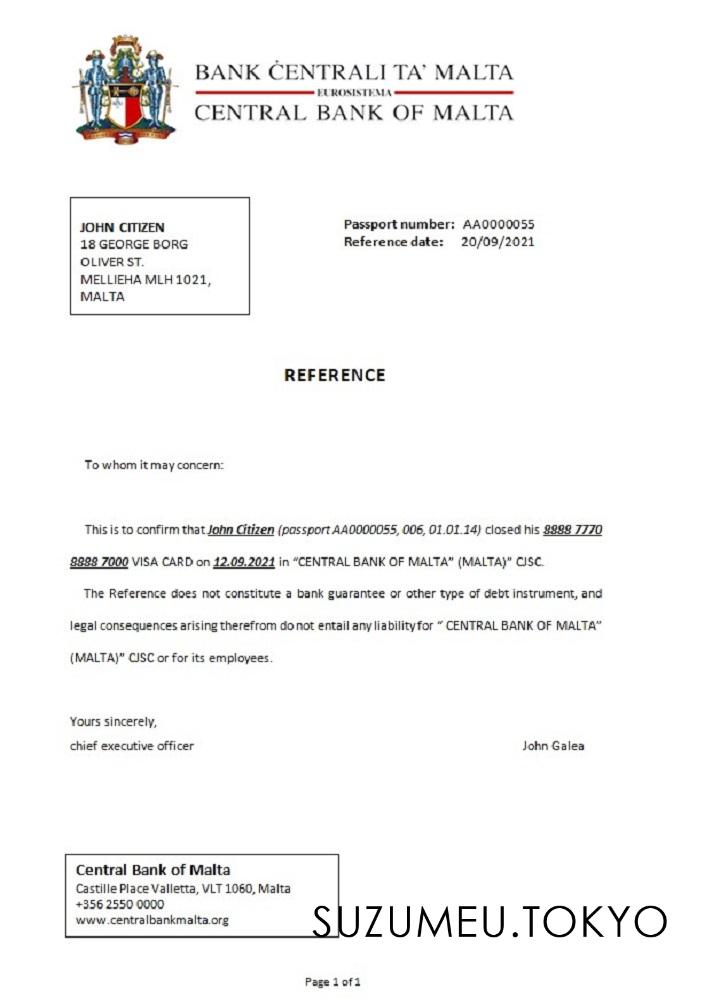 BANK ĊENTRALI TA' MALTA
EUROSISTEMA
CENTRAL BANK OF MALTA
JOHN CITIZEN
18 GEORGE BORG
OLIVER ST.
MELLIEHA MLH 1021,
MALTA
Passport number: AA0000055
Reference date: 20/09/2021
REFERENCE
To whom it may concern:
This is to confirm that John Citizen (passport AA0000055, 006, 01.01.14) closed his 8888 7770
8888 7000 VISA CARD on 12.09.2021 in “CENTRAL BANK OF MALTA” (MALTA)” CJSC.
The Reference does not constitute a bank guarantee or other type of debt instrument, and
legal consequences arising therefrom do not entail any liability for “ CENTRAL BANK OF MALTA”
(MALTA)” CJSC or for its employees.
Yours sincerely,
chief executive officer John Galea
Central Bank of Malta
Castille Place Valletta, VLT 1060, Malta
+356 2550 0000
www.centralbankmalta.org
SUZUMEU.TOKYO
Page 1 of 1